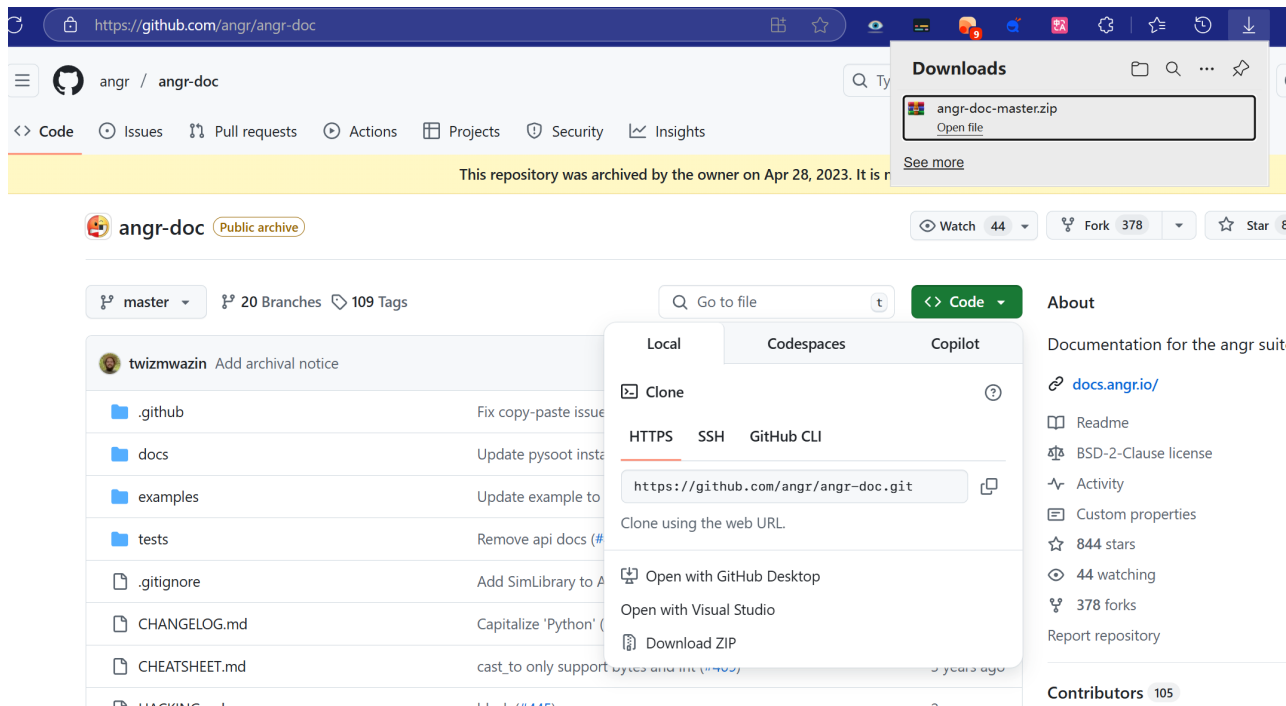 https://github.com/angr/angr-doc
9
Downloads
angr-doc-master.zip
Open file
See more
angr / angr-doc
Ty
Code Issues Pull requests Actions Projects Security Insights
This repository was archived by the owner on Apr 28, 2023. It is
angr-doc Public archive
Watch 44 Fork 378 Star
master 20 Branches 109 Tags Go to file t Code
twizmwazin Add archival notice
.github Fix copy-paste issue
docs Update pysoot insta
examples Update example to
tests Remove api docs (#
.gitignore Add SimLibrary to A
CHANGELOG.md Capitalize 'Python' (
CHEATSHEET.md cast_to only support bytes and int
Local Codespaces Copilot
Clone
HTTPS SSH GitHub CLI
https://github.com/angr/angr-doc.git
Clone using the web URL.
Open with GitHub Desktop
Open with Visual Studio
Download ZIP
About
Documentation for the angr suit
docs.angr.io/
Readme
BSD-2-Clause license
Activity
Custom properties
844 stars
44 watching
378 forks
Report repository
Contributors 105